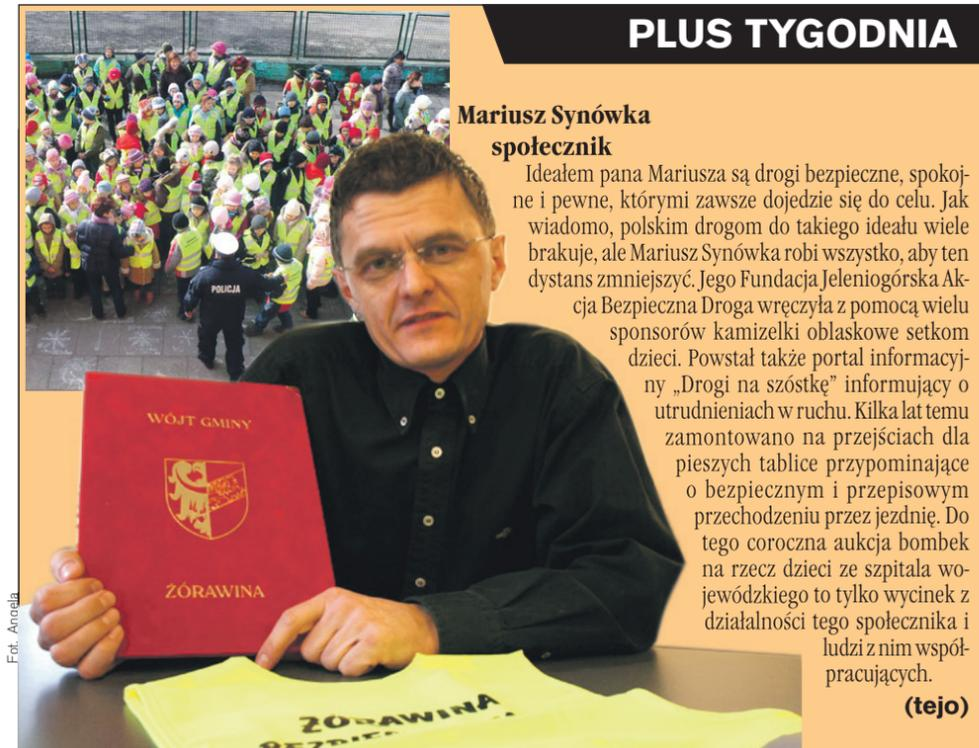 PLUS TYGODNIA
Mariusz Synówka
społecznik
Ideałem pana Mariusza są drogi bezpieczne, spokoj-
ne i pewne, którymi zawsze dojedzie się do celu. Jak
wiadomo, polskim drogom do takiego ideału wiele
brakuje, ale Mariusz Synówka robi wszystko, aby ten
dystans zmniejszyć. Jego Fundacja Jeleniogórska Ak-
cja Bezpieczna Droga wręczyła z pomocą wielu
sponsorów kamizelki oblaskowe setkom
dzieci. Powstał także portal informacyj-
ny „Drogi na szóstkę” informujący o
utrudnieniach w ruchu. Kilka lat temu
zamontowano na przejściach dla
pieszych tablice przypominające
o bezpiecznym i przepisowym
przechodzeniu przez jezdnię. Do
tego coroczna aukcja bombek
na rzecz dzieci ze szpitala wo-
jewódzkiego to tylko wycinek z
działalności tego społecznika i
ludzi z nim współ-
pracujących.
(tejo)
POLICJA
WÓJT GMINY
ŻÓRAWINA
ŻÓRAWINA
Fot. Angela